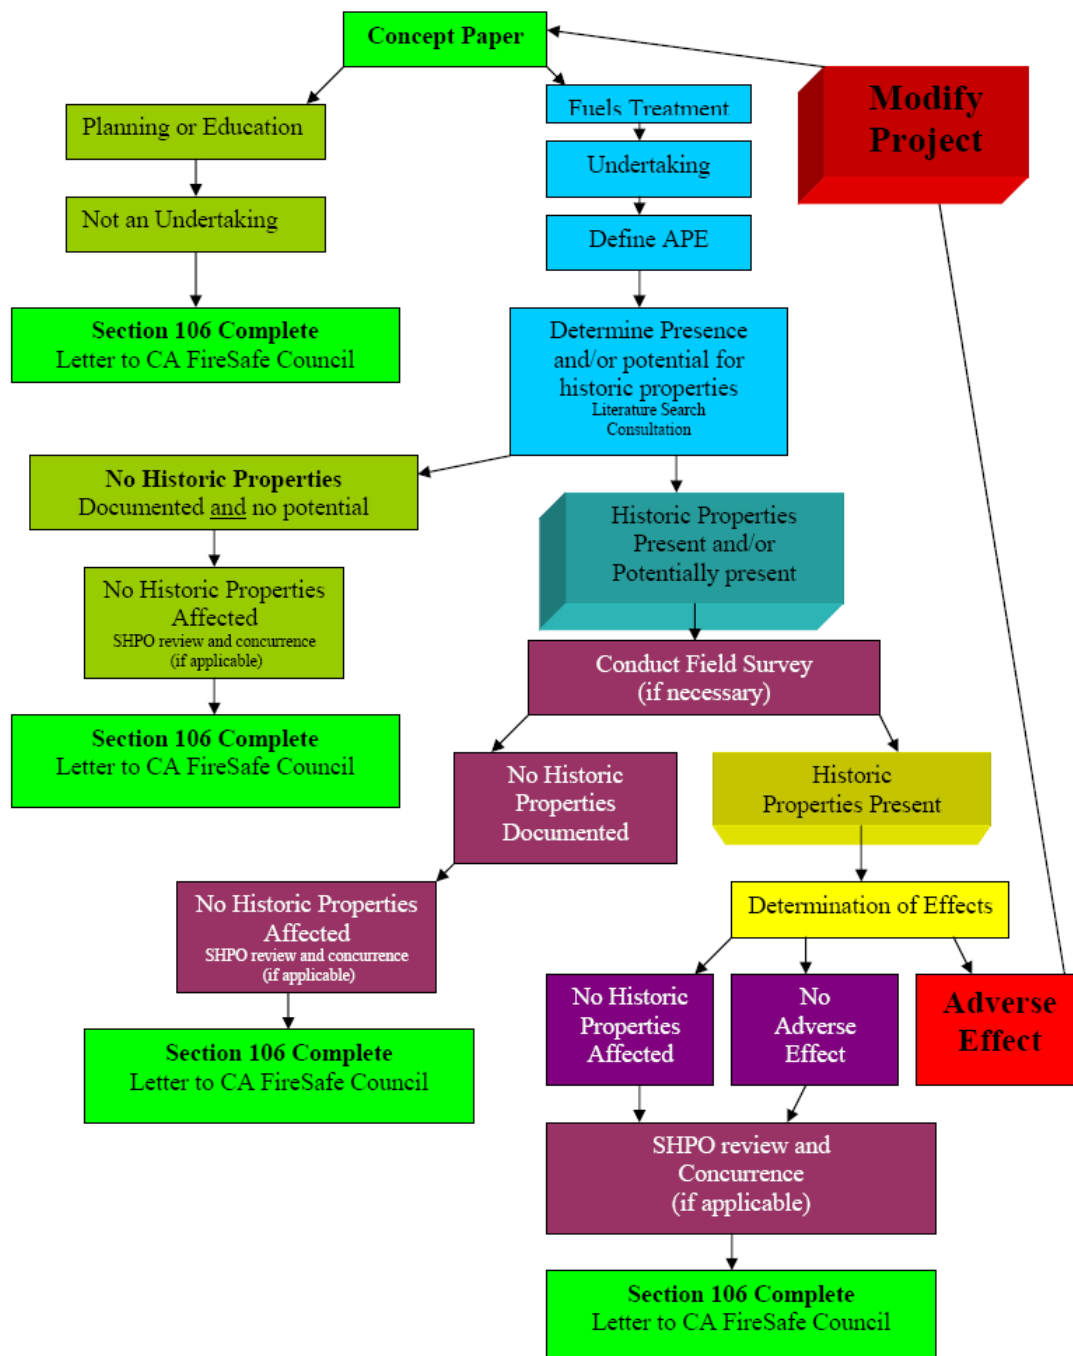 Concept Paper
Modify
Project
Planning or Education
Fuels Treatment
Undertaking
Not an Undertaking
Define APE
Section 106 Complete
Letter to CA FireSafe Council
Determine Presence
and/or potential for
historic properties
Literature Search
Consultation
No Historic Properties
Documented and no potential
Historic Properties
Present and/or
Potentially present
No Historic Properties
Affected
SHPO review and concurrence
(if applicable)
Conduct Field Survey
(if necessary)
Section 106 Complete
Letter to CA FireSafe Council
No Historic
Properties
Documented
Historic
Properties Present
No Historic Properties
Affected
SHPO review and concurrence
(if applicable)
Determination of Effects
No Historic
Properties
Affected
No
Adverse
Effect
Adverse
Effect
Section 106 Complete
Letter to CA FireSafe Council
SHPO review and
Concurrence
(if applicable)
Section 106 Complete
Letter to CA FireSafe Council